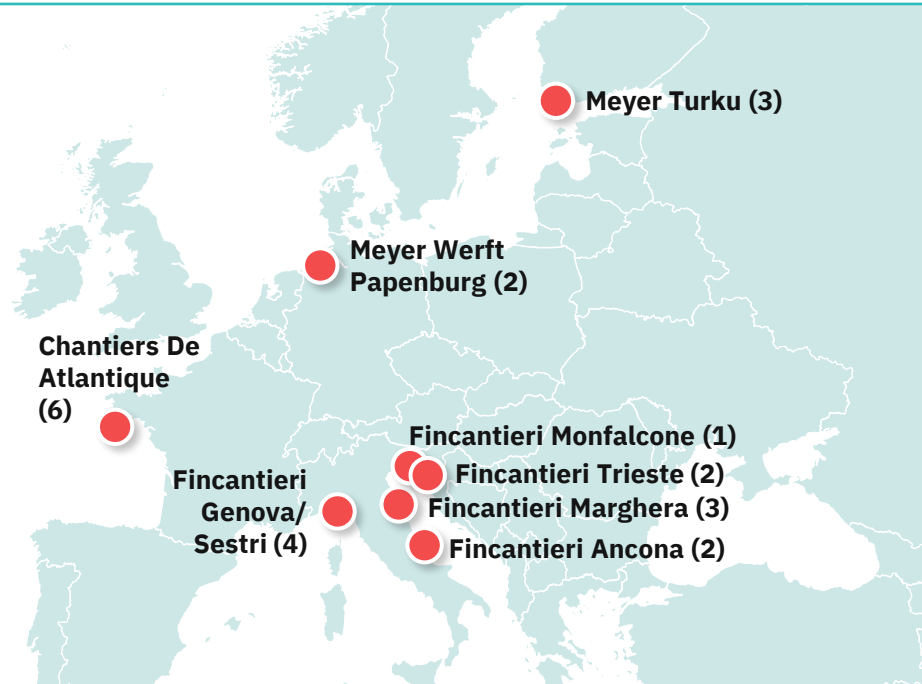 Meyer Turku (3)
Meyer Werft
Papenburg (2)
Chantiers De
Atlantique
(6)
Fincantieri Monfalcone (1)
Fincantieri Trieste (2)
Fincantieri
Genova/
Sestri (4)
Fincantieri Marghera (3)
Fincantieri Ancona (2)